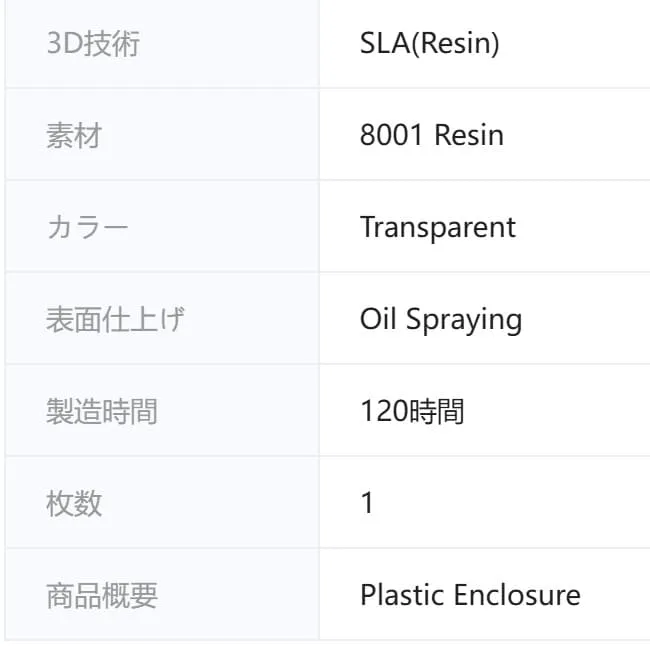 3D技術 SLA(Resin)
素材 8001 Resin
カラー Transparent
表面仕上げ Oil Spraying
製造時間 120時間
枚数 1
商品概要 Plastic Enclosure